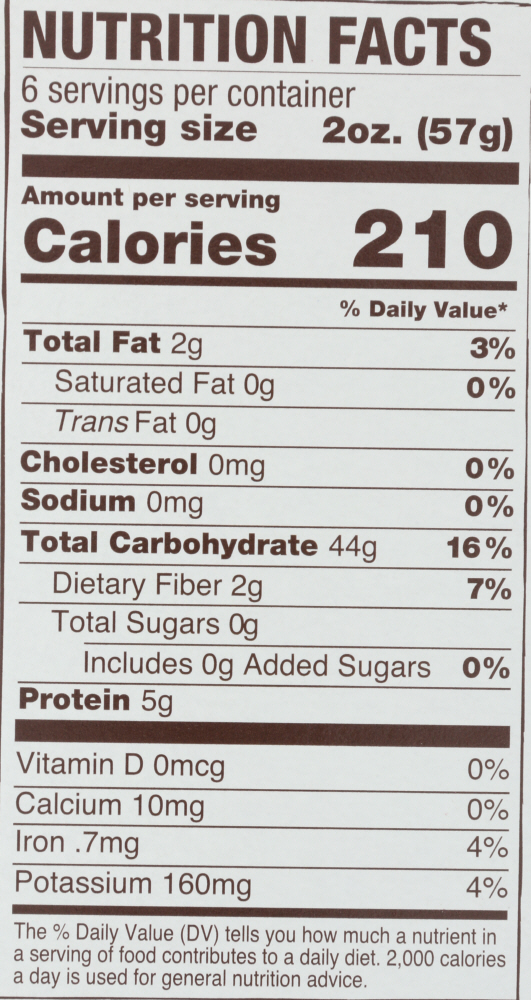 NUTRITION FACTS
6 servings per container
Serving size 2oz. (57g)
Amount per serving
Calories 210
% Daily Value*
Total Fat 2g 3%
Saturated Fat 0g 0%
Trans Fat 0g
Cholesterol 0mg 0%
Sodium 0mg 0%
Total Carbohydrate 44g 16%
Dietary Fiber 2g 7%
Total Sugars 0g
Includes 0g Added Sugars 0%
Protein 5g
Vitamin D 0mcg 0%
Calcium 10mg 0%
Iron .7mg 4%
Potassium 160mg 4%
The % Daily Value (DV) tells you how much a nutrient in
a serving of food contributes to a daily diet. 2,000 calories
a day is used for general nutrition advice.